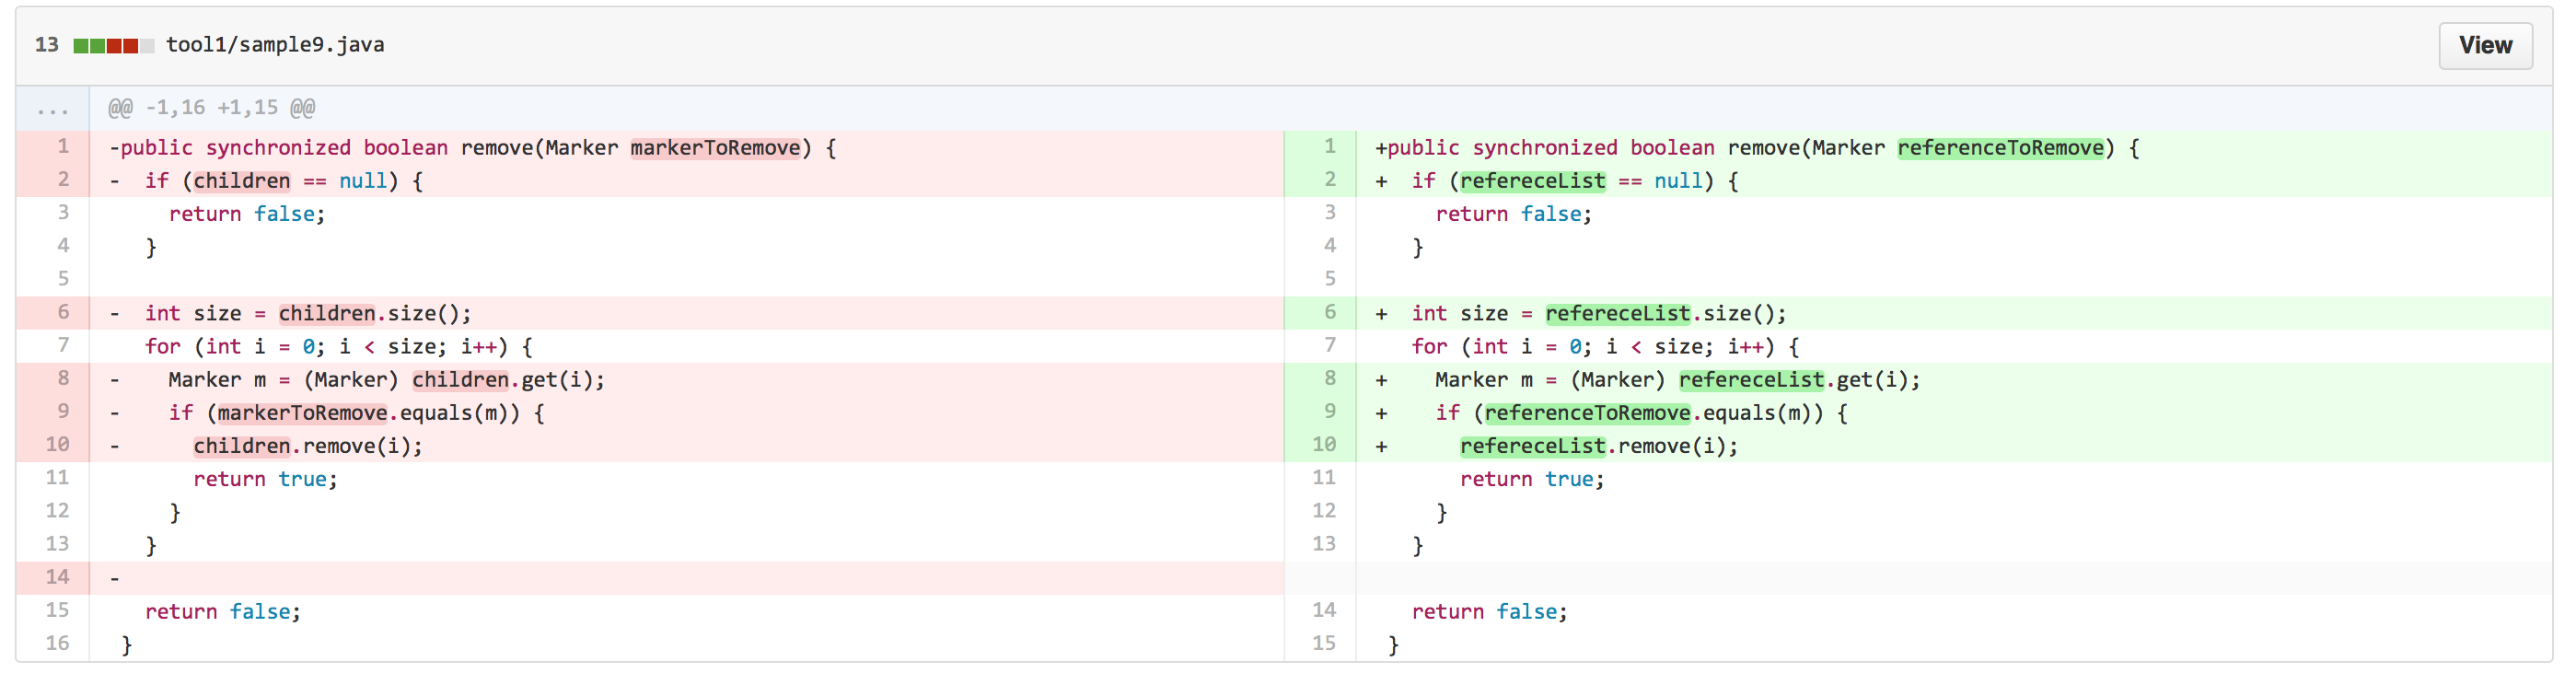 13 tool1/sample9.java View
... @@ -1,16 +1,15 @@
1 -public synchronized boolean remove(Marker markerToRemove) {
2 -  if (children == null) {
3     return false;
4   }
5
6 -  int size = children.size();
7   for (int i = 0; i < size; i++) {
8 -    Marker m = (Marker) children.get(i);
9 -    if (markerToRemove.equals(m)) {
10 -      children.remove(i);
11       return true;
12     }
13   }
14 -
15   return false;
16 }
1 +public synchronized boolean remove(Marker referenceToRemove) {
2 +  if (refereceList == null) {
3     return false;
4   }
5
6 +  int size = refereceList.size();
7   for (int i = 0; i < size; i++) {
8 +    Marker m = (Marker) refereceList.get(i);
9 +    if (referenceToRemove.equals(m)) {
10 +      refereceList.remove(i);
11       return true;
12     }
13   }
14   return false;
15 }